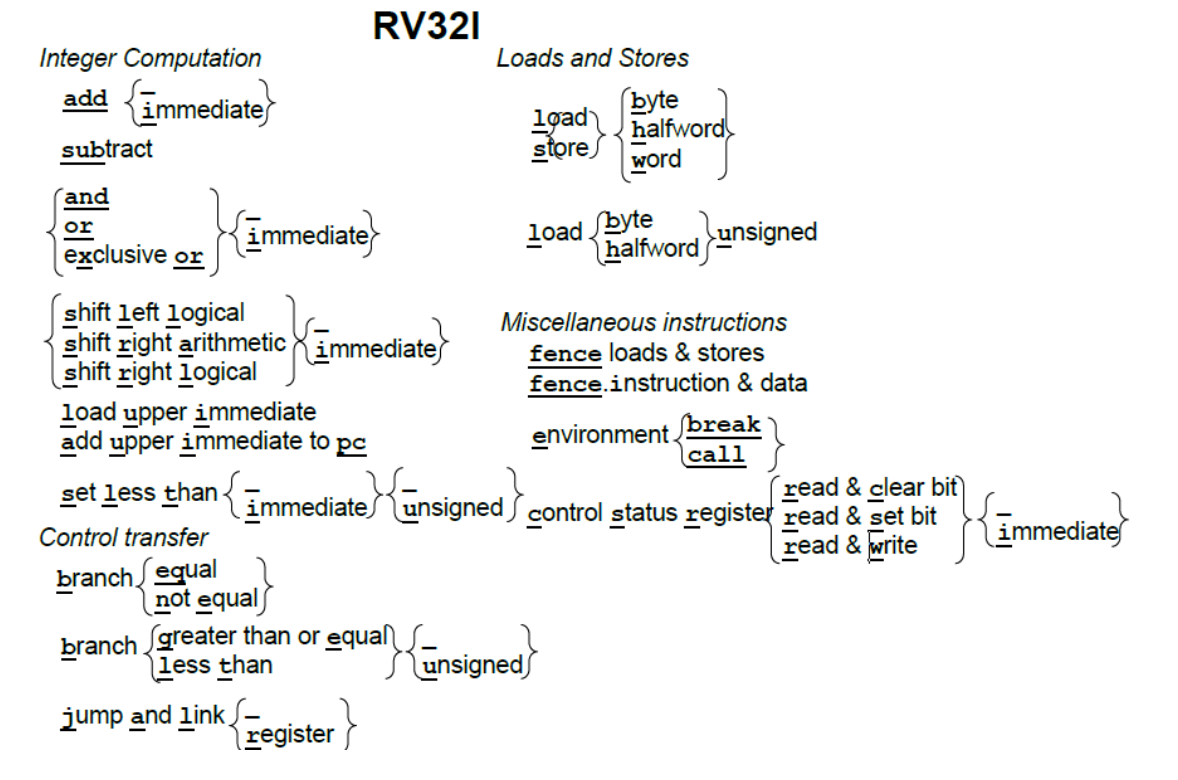 RV32I
Integer Computation
add { _
immediate }
subtract
and
or
exclusive or
{ _
immediate }
shift left logical
shift right arithmetic
shift right logical
{ _
immediate }
load upper immediate
add upper immediate to pc
set less than { _
immediate } { _
unsigned }
Control transfer
branch { equal
not equal }
branch { greater than or equal
less than } { _
unsigned }
jump and link { _
register }
Loads and Stores
load
store
byte
halfword
word
load { byte
halfword } unsigned
Miscellaneous instructions
fence loads & stores
fence.instruction & data
environment { break
call }
control status register
read & clear bit
read & set bit
read & write
{ _
immediate }